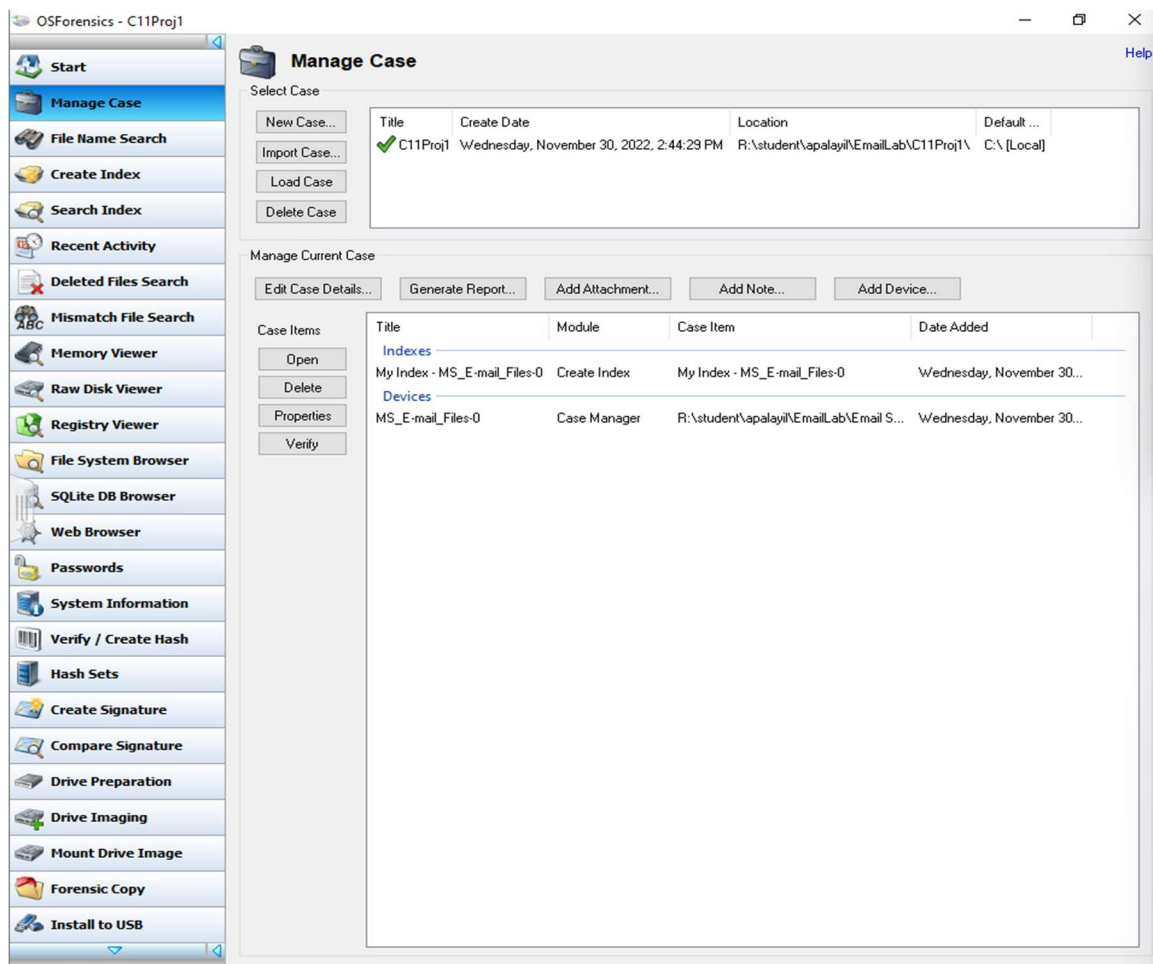 OSForensics - C11Proj1
Start
Manage Case
File Name Search
Create Index
Search Index
Recent Activity
Deleted Files Search
Mismatch File Search
Memory Viewer
Raw Disk Viewer
Registry Viewer
File System Browser
SQLite DB Browser
Web Browser
Passwords
System Information
Verify / Create Hash
Hash Sets
Create Signature
Compare Signature
Drive Preparation
Drive Imaging
Mount Drive Image
Forensic Copy
Install to USB
Manage Case
Help
Select Case
New Case...
Import Case...
Load Case
Delete Case
Title Create Date Location Default ...
C11Proj1 Wednesday, November 30, 2022, 2:44:29 PM R:\student\apalayil\EmailLab\C11Proj1\ C:\ [Local]
Manage Current Case
Edit Case Details... Generate Report... Add Attachment... Add Note... Add Device...
Case Items
Open
Delete
Properties
Verify
Title Module Case Item Date Added
Indexes
My Index - MS_E-mail_Files-0 Create Index My Index - MS_E-mail_Files-0 Wednesday, November 30...
Devices
MS_E-mail_Files-0 Case Manager R:\student\apalayil\EmailLab\Email S... Wednesday, November 30...